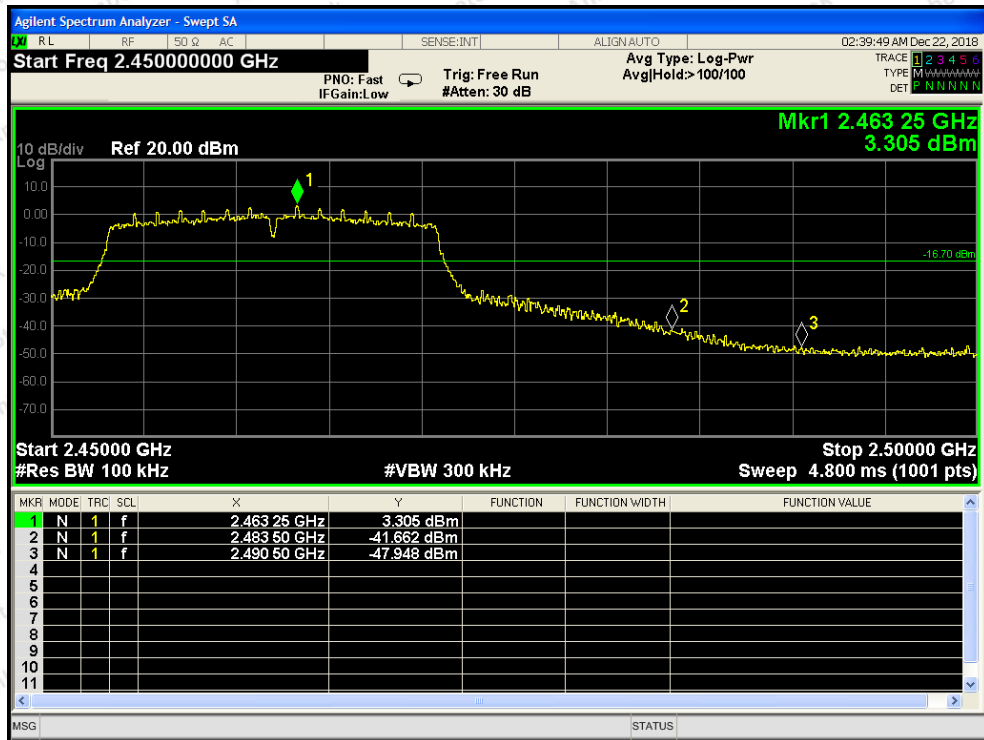 Agilent Spectrum Analyzer - Swept SA
LXI RL RF 50 Ω AC SENSE:INT ALIGN AUTO 02:39:49 AM Dec 22, 2018
Start Freq 2.450000000 GHz
PNO: Fast
IFGain:Low
Trig: Free Run
#Atten: 30 dB
Avg Type: Log-Pwr
Avg|Hold:>100/100
TRACE 1 2 3 4 5 6
TYPE M WWWWW
DET P N N N N N
Mkr1 2.463 25 GHz
3.305 dBm
10 dB/div Ref 20.00 dBm
Log
10.0
0.00
-10.0
-20.0
-30.0
-40.0
-50.0
-60.0
-70.0
1
-16.70 dBm
2
3
Start 2.45000 GHz Stop 2.50000 GHz
#Res BW 100 kHz #VBW 300 kHz Sweep 4.800 ms (1001 pts)
MKR MODE TRC SCL X Y FUNCTION FUNCTION WIDTH FUNCTION VALUE
1 N 1 f 2.463 25 GHz 3.305 dBm
2 N 1 f 2.483 50 GHz -41.662 dBm
3 N 1 f 2.490 50 GHz -47.948 dBm
4
5
6
7
8
9
10
11
MSG STATUS